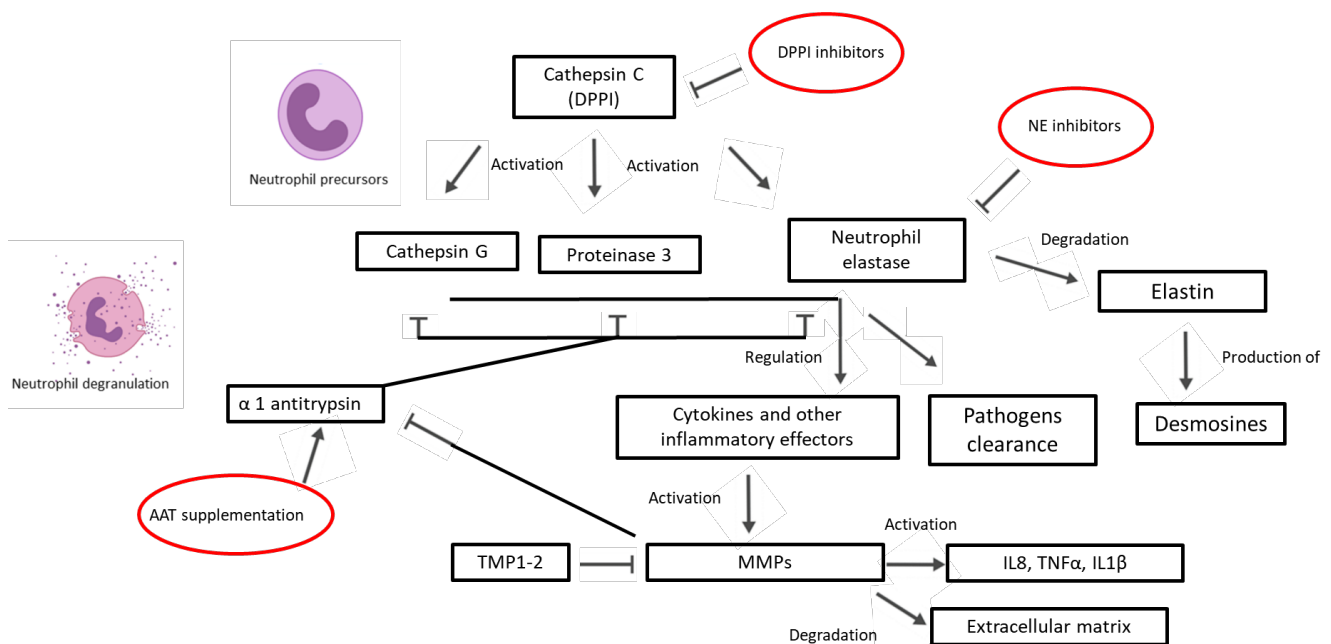 DPPI inhibitors
Cathepsin C
(DPPI)
NE inhibitors
Neutrophil precursors
Activation
Activation
Cathepsin G
Proteinase 3
Neutrophil
elastase
Degradation
Elastin
Neutrophil degranulation
Regulation
Production of
α 1 antitrypsin
Cytokines and other
inflammatory effectors
Pathogens
clearance
Desmosines
AAT supplementation
Activation
Activation
TMP1-2
MMPs
IL8, TNFα, IL1β
Degradation
Extracellular matrix